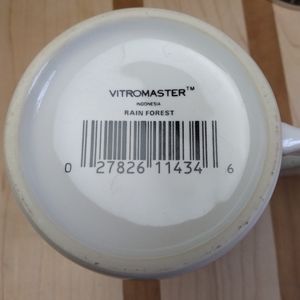 VITROMASTER™
INDONESIA
RAIN FOREST
0 27826 11434 6